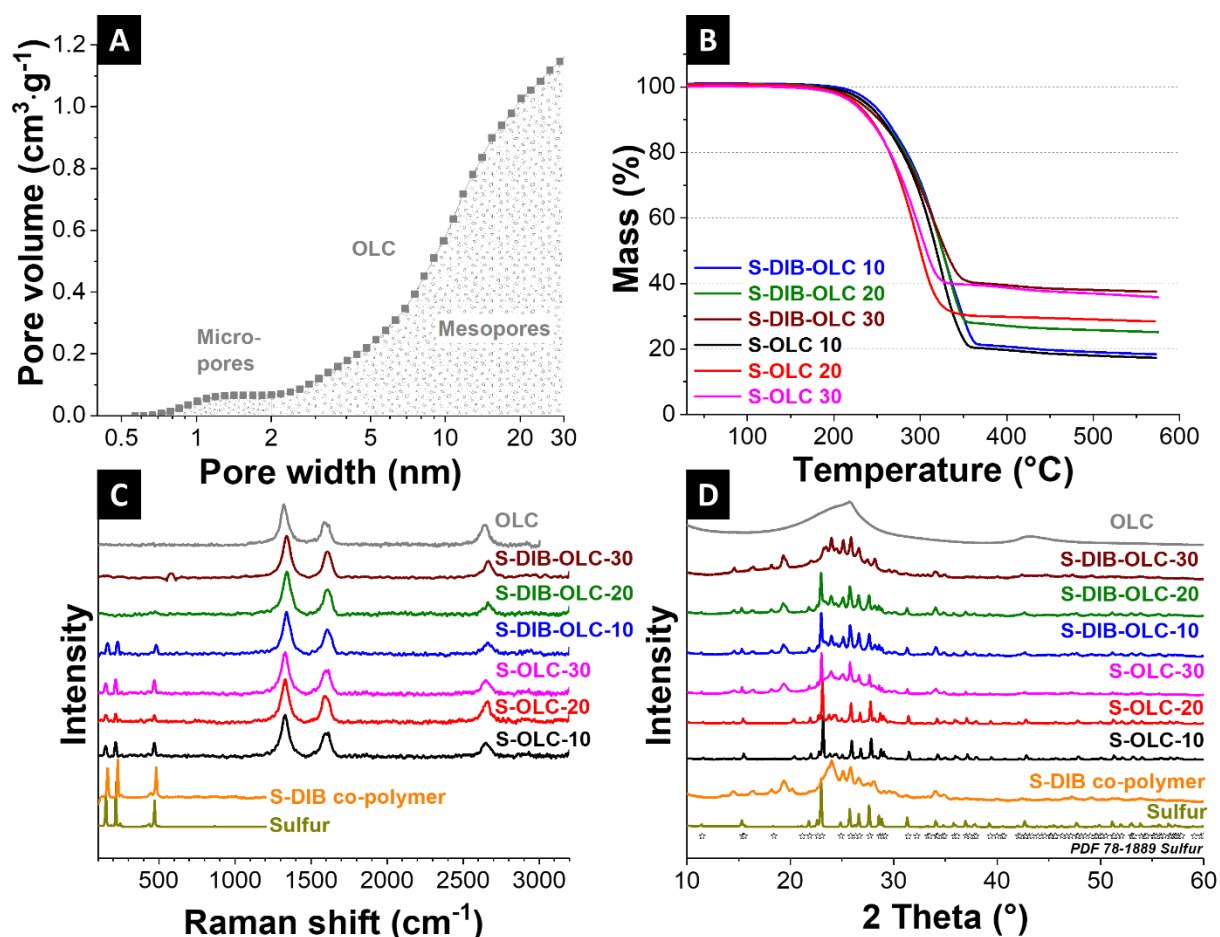 A
Pore volume (cm³·g⁻¹)
1.2
1.0
0.8
0.6
0.4
0.2
0.0
OLC
Micro-
pores
Mesopores
0.5 1 2 5 10 20 30
Pore width (nm)
B
Mass (%)
100
80
60
40
20
0
S-DIB-OLC 10
S-DIB-OLC 20
S-DIB-OLC 30
S-OLC 10
S-OLC 20
S-OLC 30
100 200 300 400 500 600
Temperature (°C)
C
Intensity
OLC
S-DIB-OLC-30
S-DIB-OLC-20
S-DIB-OLC-10
S-OLC-30
S-OLC-20
S-OLC-10
S-DIB co-polymer
Sulfur
500 1000 1500 2000 2500 3000
Raman shift (cm⁻¹)
D
Intensity
OLC
S-DIB-OLC-30
S-DIB-OLC-20
S-DIB-OLC-10
S-OLC-30
S-OLC-20
S-OLC-10
S-DIB co-polymer
Sulfur
PDF 78-1889 Sulfur
10 20 30 40 50 60
2 Theta (°)